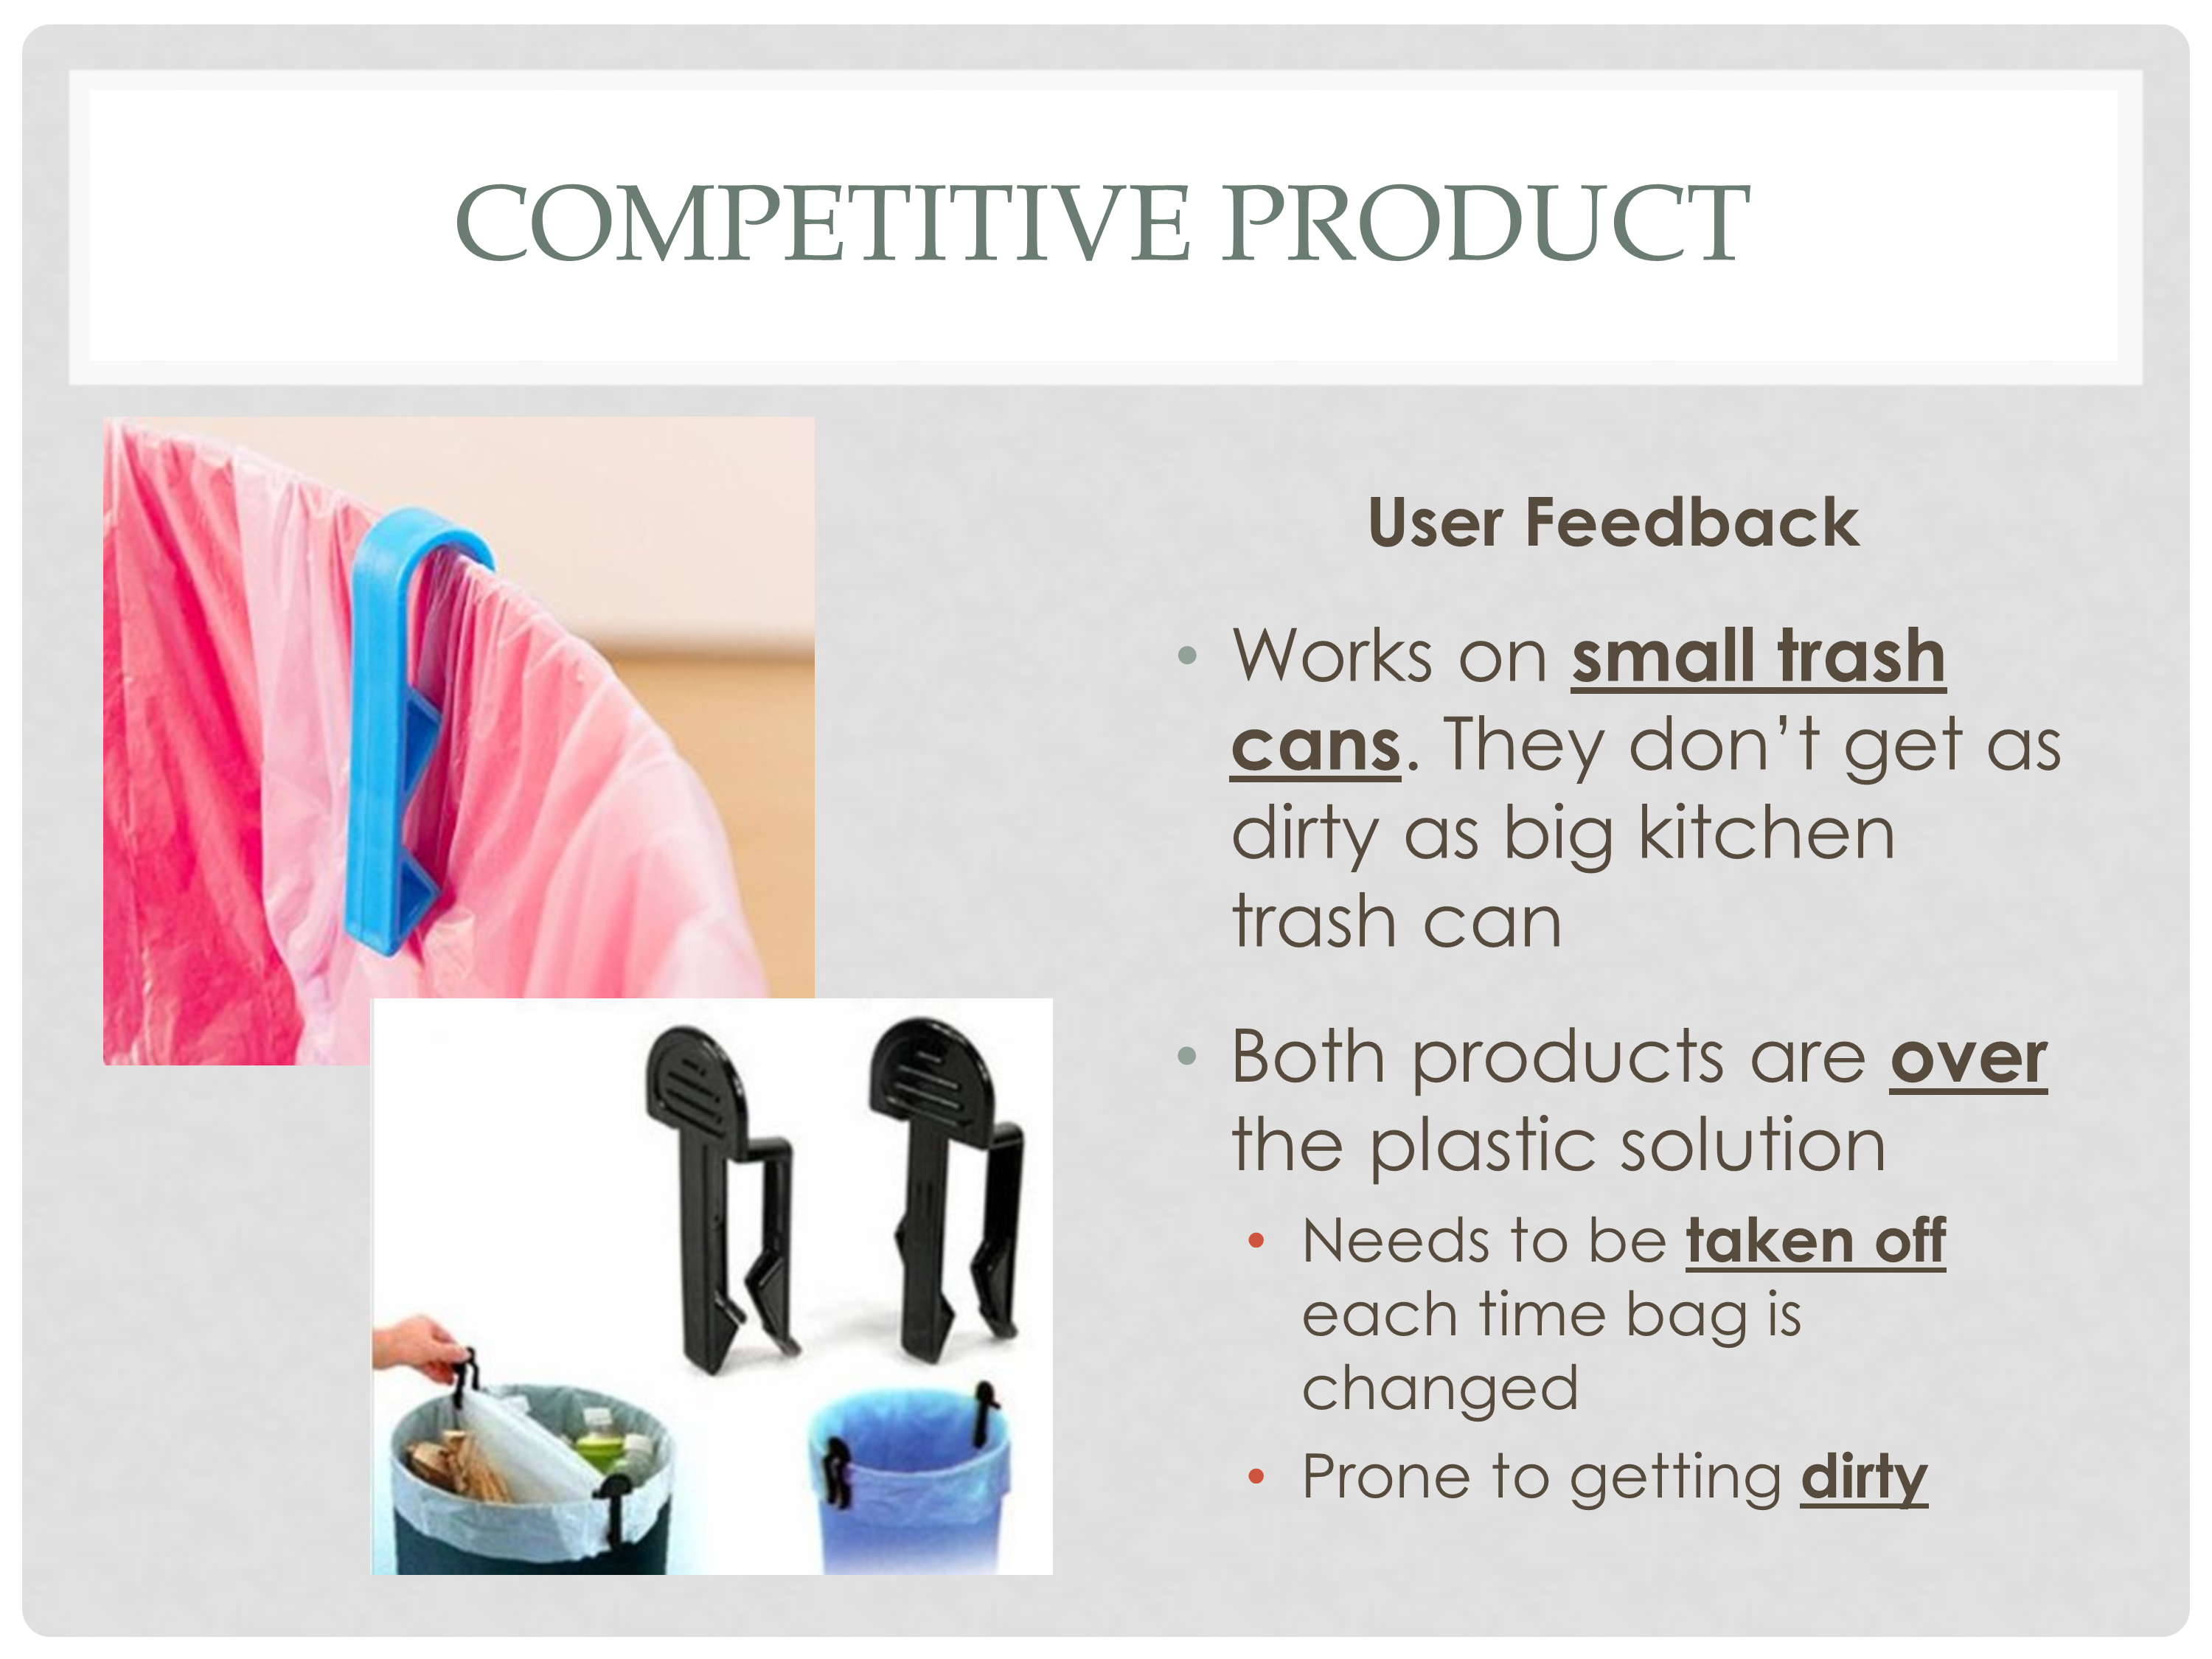 COMPETITIVE PRODUCT
User Feedback
• Works on small trash
cans. They don’t get as
dirty as big kitchen
trash can
• Both products are over
the plastic solution
• Needs to be taken off
each time bag is
changed
• Prone to getting dirty